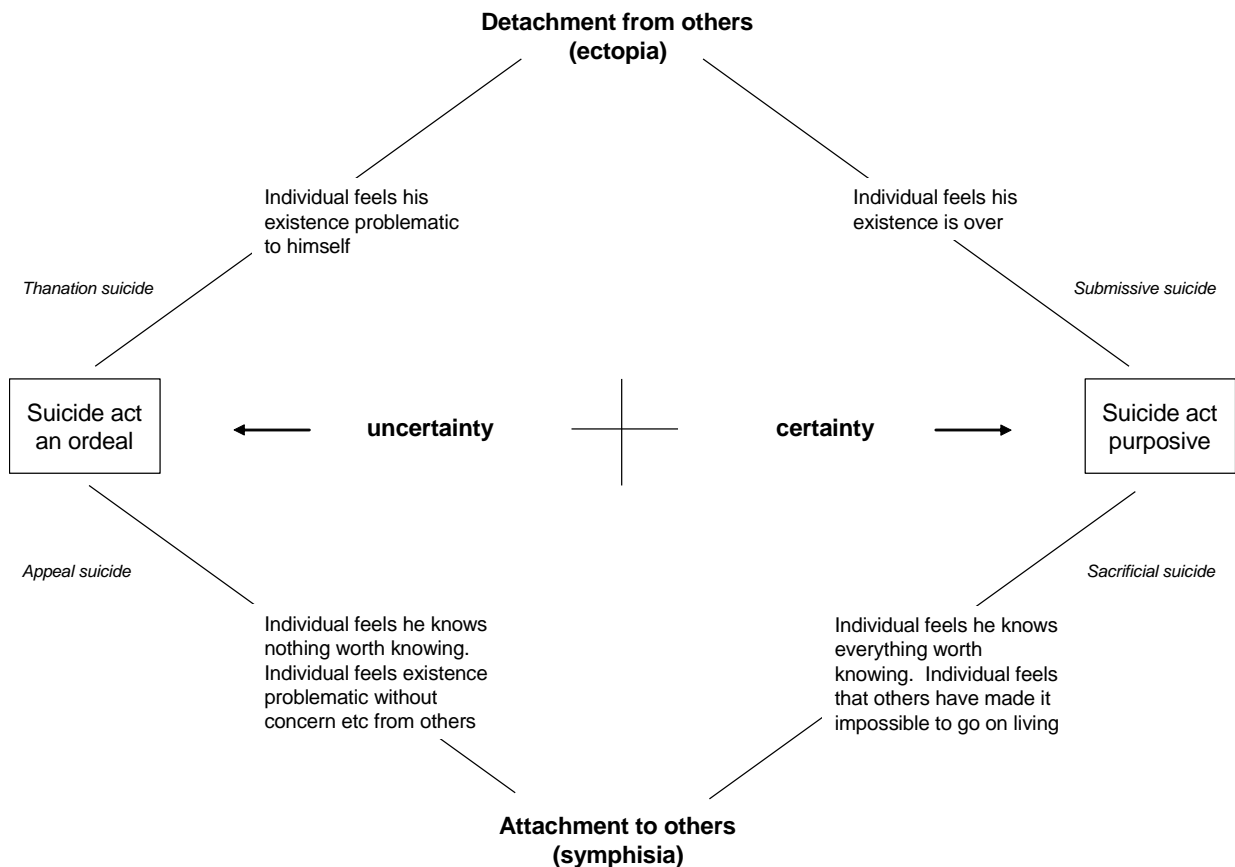 Detachment from others
(ectopia)
Individual feels his
existence problematic
to himself
Individual feels his
existence is over
Thanation suicide
Submissive suicide
Suicide act
an ordeal
uncertainty
certainty
Suicide act
purposive
Appeal suicide
Sacrificial suicide
Individual feels he knows
nothing worth knowing.
Individual feels existence
problematic without
concern etc from others
Individual feels he knows
everything worth
knowing.  Individual feels
that others have made it
impossible to go on living
Attachment to others
(symphisia)